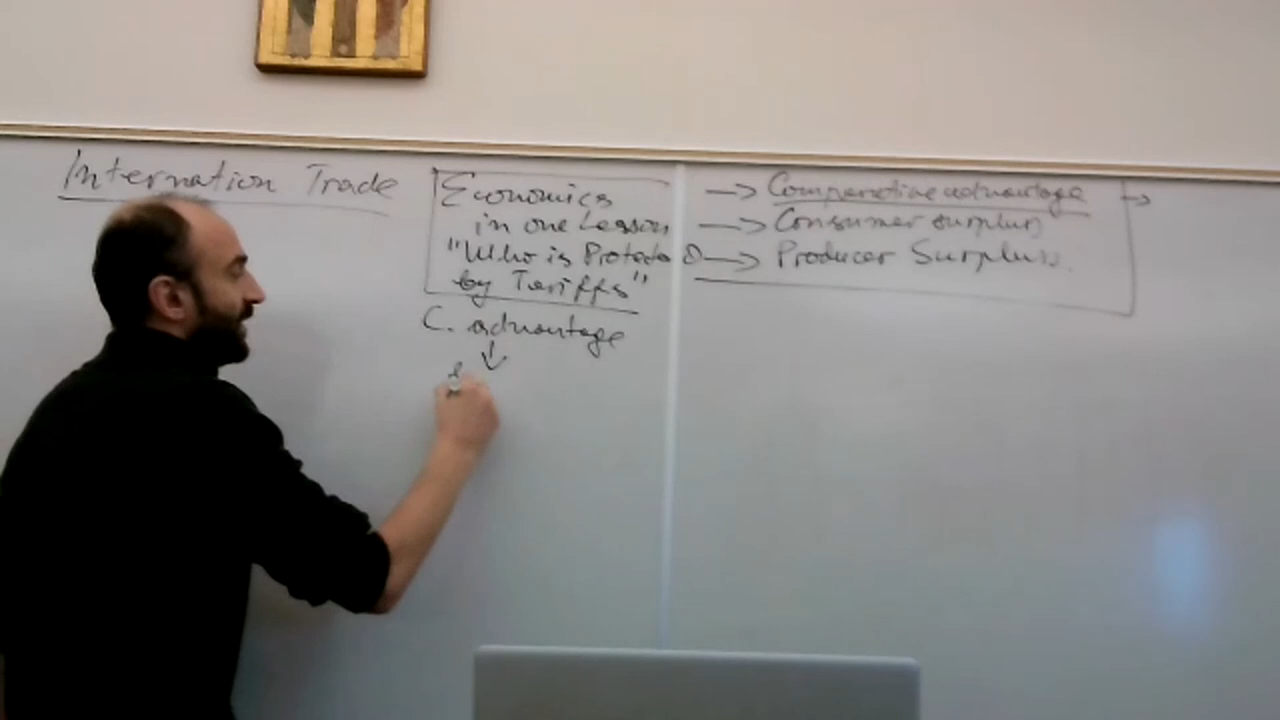 Internation Trade
Economics
in one Lesson
"Who is Protected
by Tariffs"
C. advantage
→ Comparative advantage →
→ Consumer surplus
→ Producer Surplus